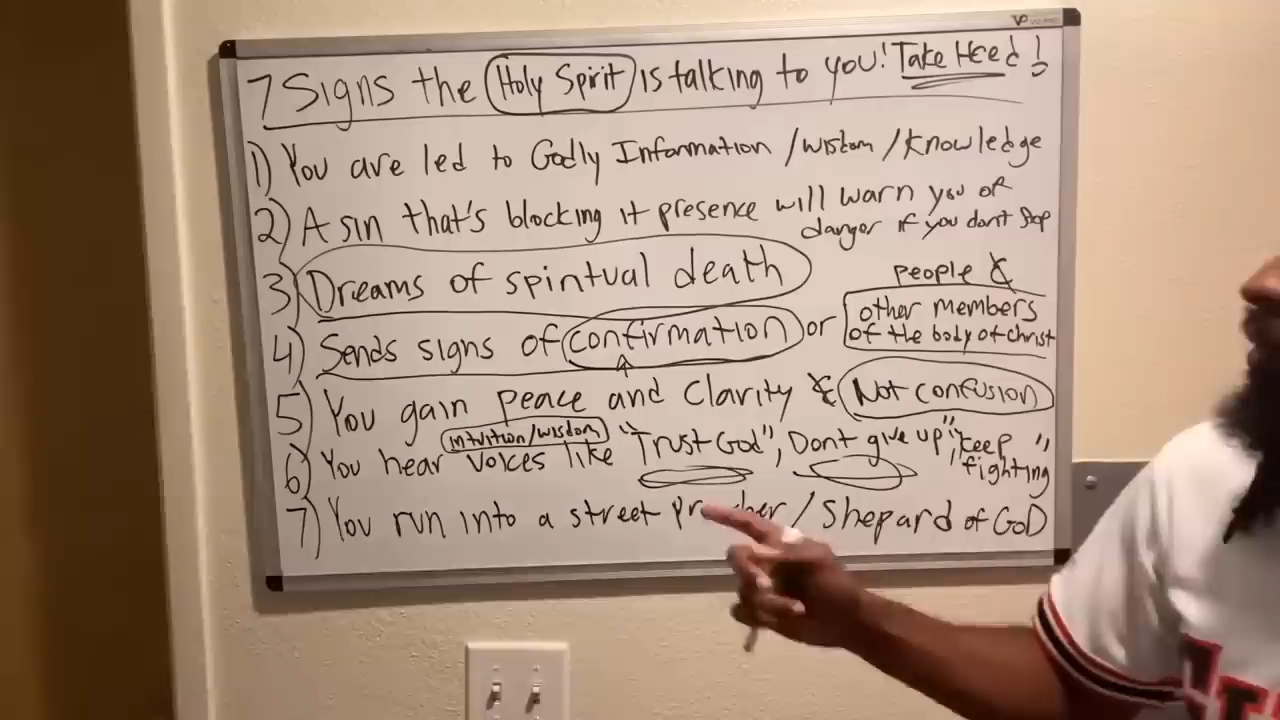 7 Signs the Holy Spirit is talking to you! Take Heed!
1) You are led to Godly Information / wisdom / knowledge
2) A sin that's blocking it presence will warn you of
danger if you dont stop
3) Dreams of spiritual death
people &
4) Sends signs of confirmation or
other members
of the body of christ
5) You gain peace and Clarity & Not confusion
intuition/wisdom
6) You hear voices like "Trust God", Dont give up", "keep
fighting"
7) You run into a street / Shepard of GoD